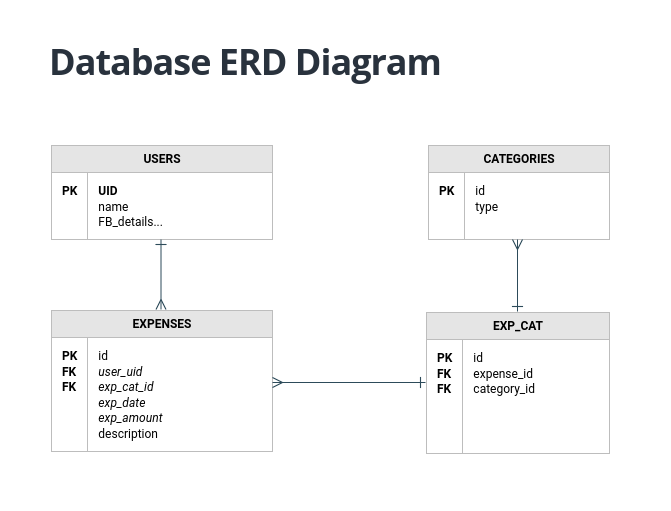 Database ERD Diagram
USERS
PK UID
name
FB_details...
CATEGORIES
PK id
type
EXPENSES
PK id
FK user_uid
FK exp_cat_id
exp_date
exp_amount
description
EXP_CAT
PK id
FK expense_id
FK category_id